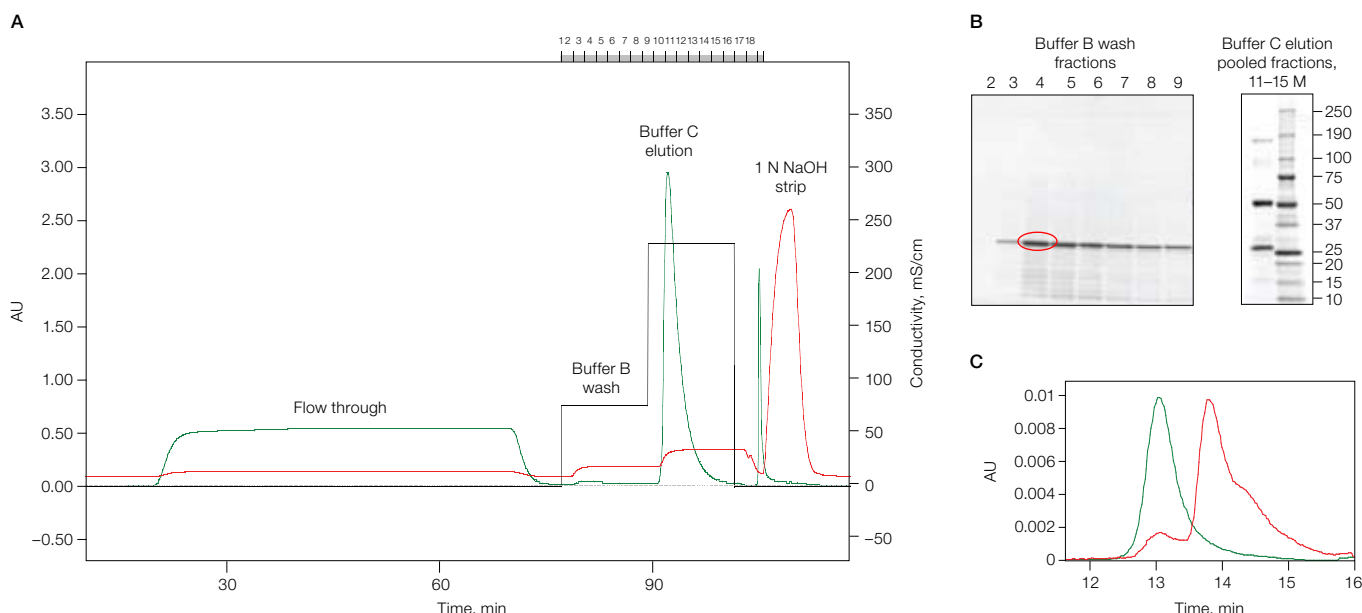 A
1 2 3 4 5 6 7 8 9 10 11 12 13 14 15 16 17 18
3.50
3.00
2.50
2.00
1.50
1.00
0.50
0.00
–0.50
AU
350
300
250
200
150
100
50
0
–50
Conductivity, mS/cm
Flow through
Buffer B
wash
Buffer C
elution
1 N NaOH
strip
30 60 90
Time, min
B
Buffer B wash
fractions
2 3 4 5 6 7 8 9
Buffer C elution
pooled fractions,
11–15 M
250
190
100
75
50
37
25
20
15
10
C
0.01
0.008
0.006
0.004
0.002
0
AU
12 13 14 15 16
Time, min